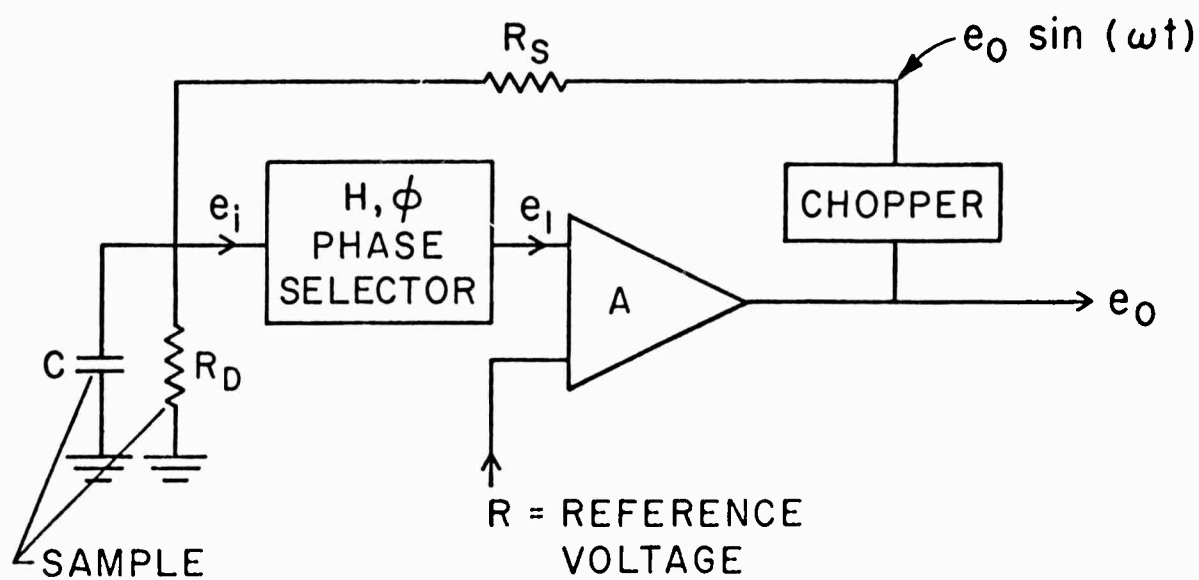 R_S
e_0 sin (ωt)
CHOPPER
H, ϕ
PHASE
SELECTOR
e_i
e_1
A
e_0
C
R_D
R = REFERENCE
VOLTAGE
SAMPLE